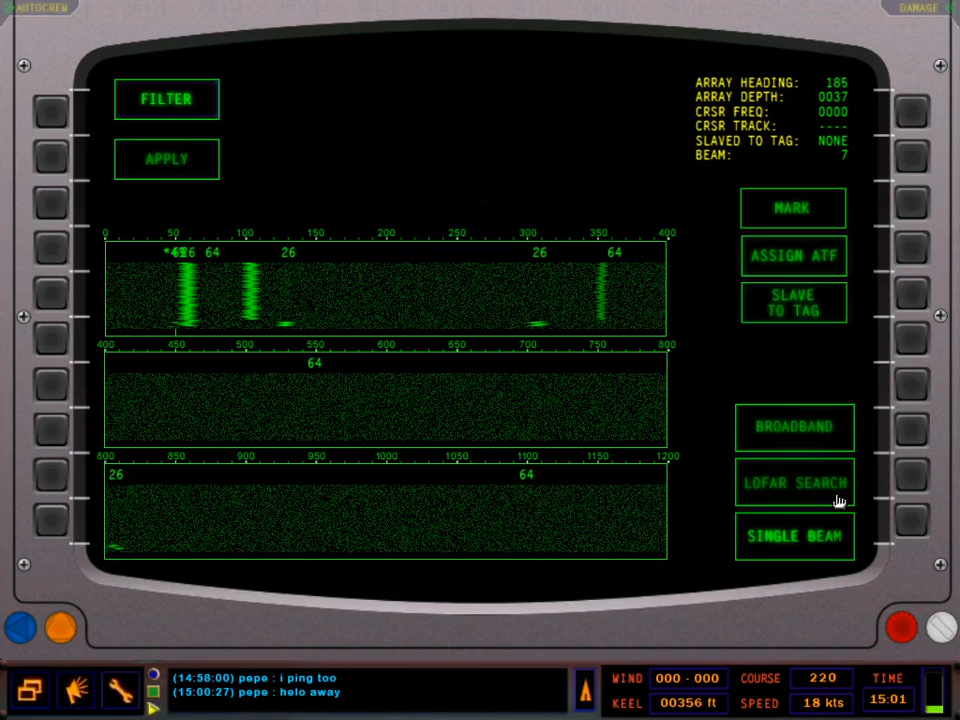 AUTOCREW
DAMAGE
FILTER
APPLY
ARRAY HEADING: 185
ARRAY DEPTH: 0037
CRSR FREQ: 0000
CRSR TRACK: ----
SLAVED TO TAG: NONE
BEAM: 7
MARK
ASSIGN ATF
SLAVE
TO TAG
0 50 100 150 200 250 300 350 400
64 26 26 64
400 450 500 550 600 650 700 750 800
64
800 850 900 950 1000 1050 1100 1150 1200
26 64
BROADBAND
LOFAR SEARCH
SINGLE BEAM
(14:58:00) pepe : i ping too
(15:00:27) pepe : helo away
WIND 000 - 000 COURSE 220 TIME
KEEL 00356 ft SPEED 18 kts 15:01